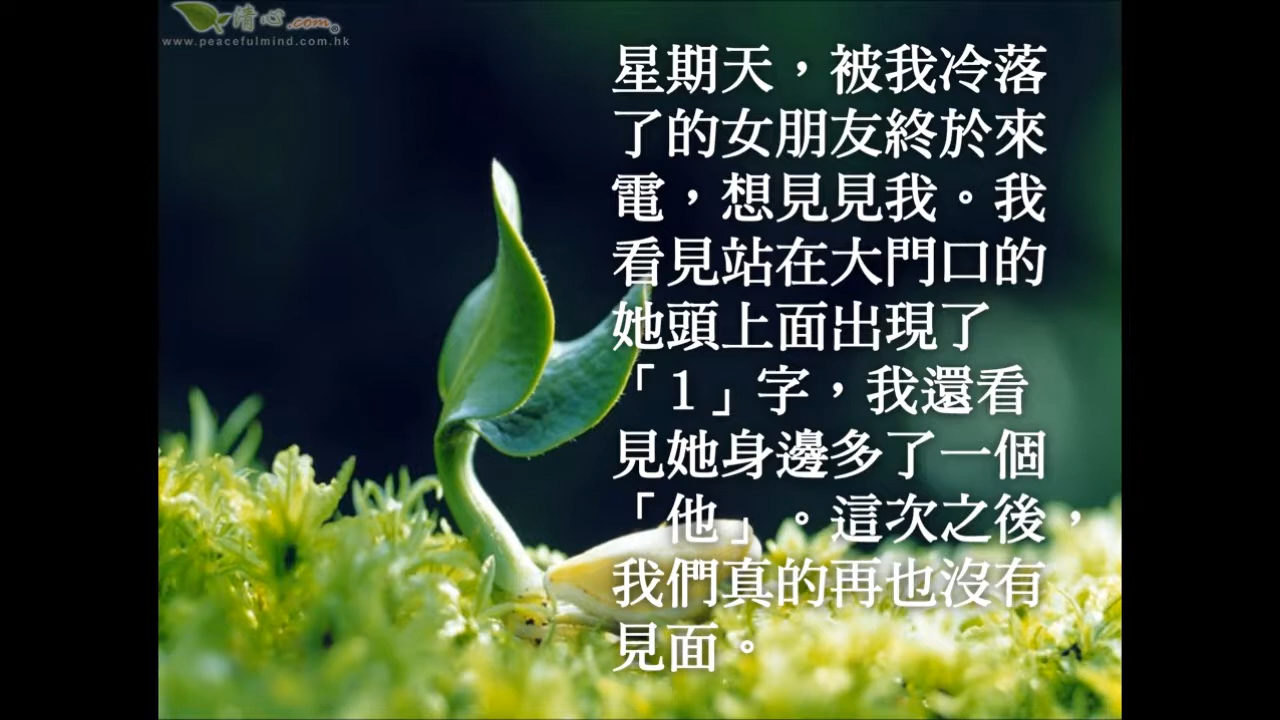 清心.com
www.peacefulmind.com.hk
星期天，被我冷落
了的女朋友終於來
電，想見見我。我
看見站在大門口的
她頭上面出現了
「1」字，我還看
見她身邊多了一個
「他」。這次之後，
我們真的再也沒有
見面。